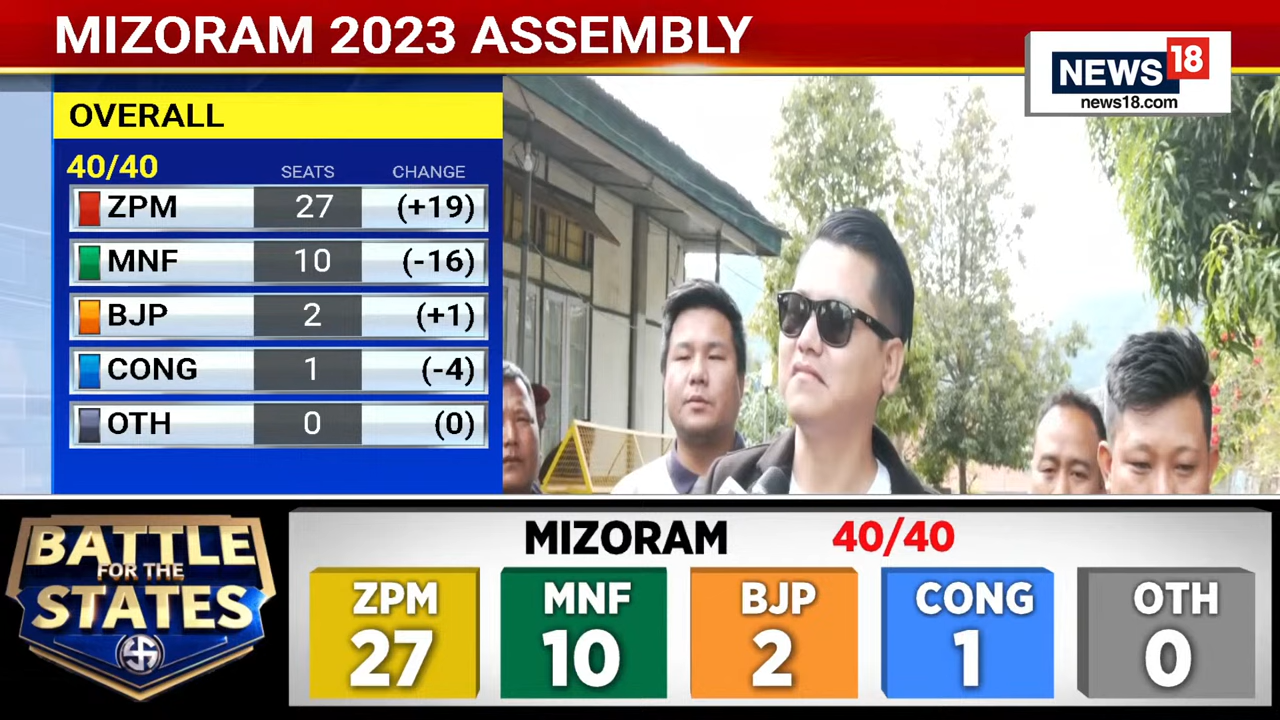 MIZORAM 2023 ASSEMBLY
NEWS 18
news18.com
OVERALL
40/40 SEATS CHANGE
ZPM 27 (+19)
MNF 10 (-16)
BJP 2 (+1)
CONG 1 (-4)
OTH 0 (0)
BATTLE
FOR THE
STATES
MIZORAM 40/40
ZPM MNF BJP CONG OTH
27 10 2 1 0